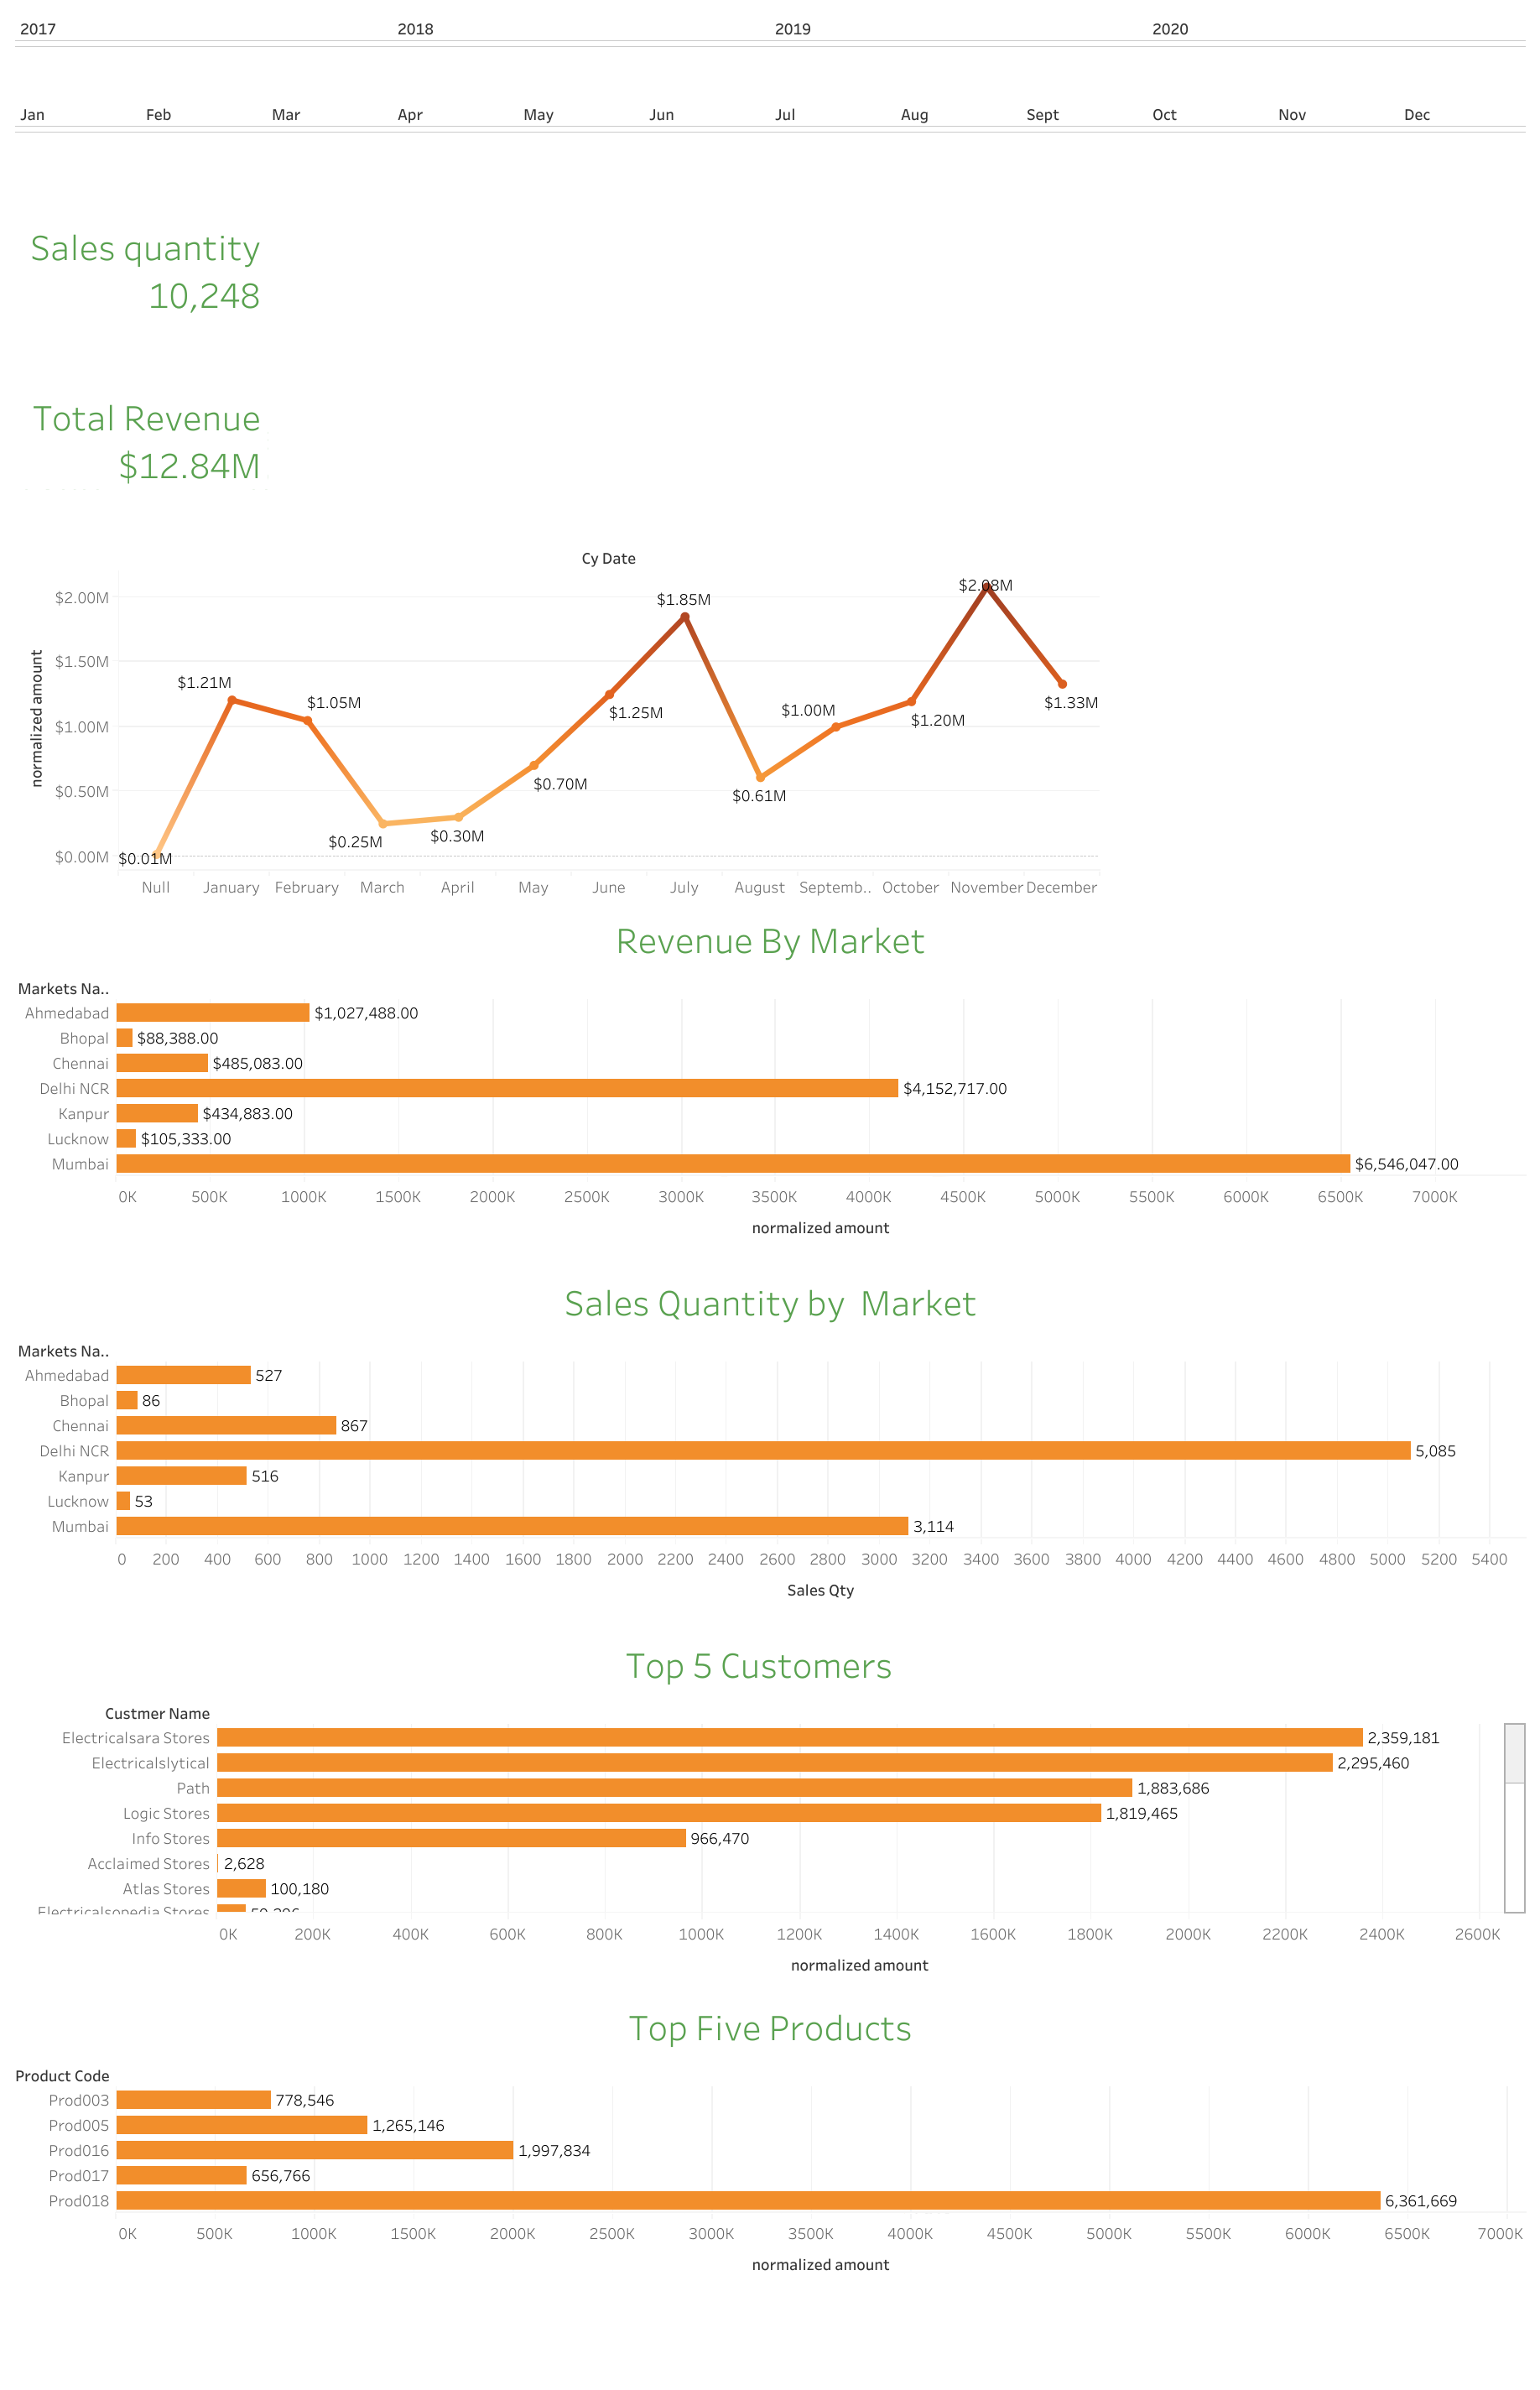 2017 2018 2019 2020
Jan Feb Mar Apr May Jun Jul Aug Sept Oct Nov Dec
Sales quantity
10,248
Total Revenue
$12.84M
Cy Date
normalized amount
$2.00M
$1.50M
$1.00M
$0.50M
$0.00M
$0.01M
$1.21M
$1.05M
$0.25M
$0.30M
$0.70M
$1.25M
$1.85M
$0.61M
$1.00M
$1.20M
$2.08M
$1.33M
Null January February March April May June July August Septemb.. October November December
Revenue By Market
Markets Na..
Ahmedabad $1,027,488.00
Bhopal $88,388.00
Chennai $485,083.00
Delhi NCR $4,152,717.00
Kanpur $434,883.00
Lucknow $105,333.00
Mumbai $6,546,047.00
0K 500K 1000K 1500K 2000K 2500K 3000K 3500K 4000K 4500K 5000K 5500K 6000K 6500K 7000K
normalized amount
Sales Quantity by Market
Markets Na..
Ahmedabad 527
Bhopal 86
Chennai 867
Delhi NCR 5,085
Kanpur 516
Lucknow 53
Mumbai 3,114
0 200 400 600 800 1000 1200 1400 1600 1800 2000 2200 2400 2600 2800 3000 3200 3400 3600 3800 4000 4200 4400 4600 4800 5000 5200 5400
Sales Qty
Top 5 Customers
Custmer Name
Electricalsara Stores 2,359,181
Electricalslytical 2,295,460
Path 1,883,686
Logic Stores 1,819,465
Info Stores 966,470
Acclaimed Stores 2,628
Atlas Stores 100,180
Electricalsopedia Stores
0K 200K 400K 600K 800K 1000K 1200K 1400K 1600K 1800K 2000K 2200K 2400K 2600K
normalized amount
Top Five Products
Product Code
Prod003 778,546
Prod005 1,265,146
Prod016 1,997,834
Prod017 656,766
Prod018 6,361,669
0K 500K 1000K 1500K 2000K 2500K 3000K 3500K 4000K 4500K 5000K 5500K 6000K 6500K 7000K
normalized amount